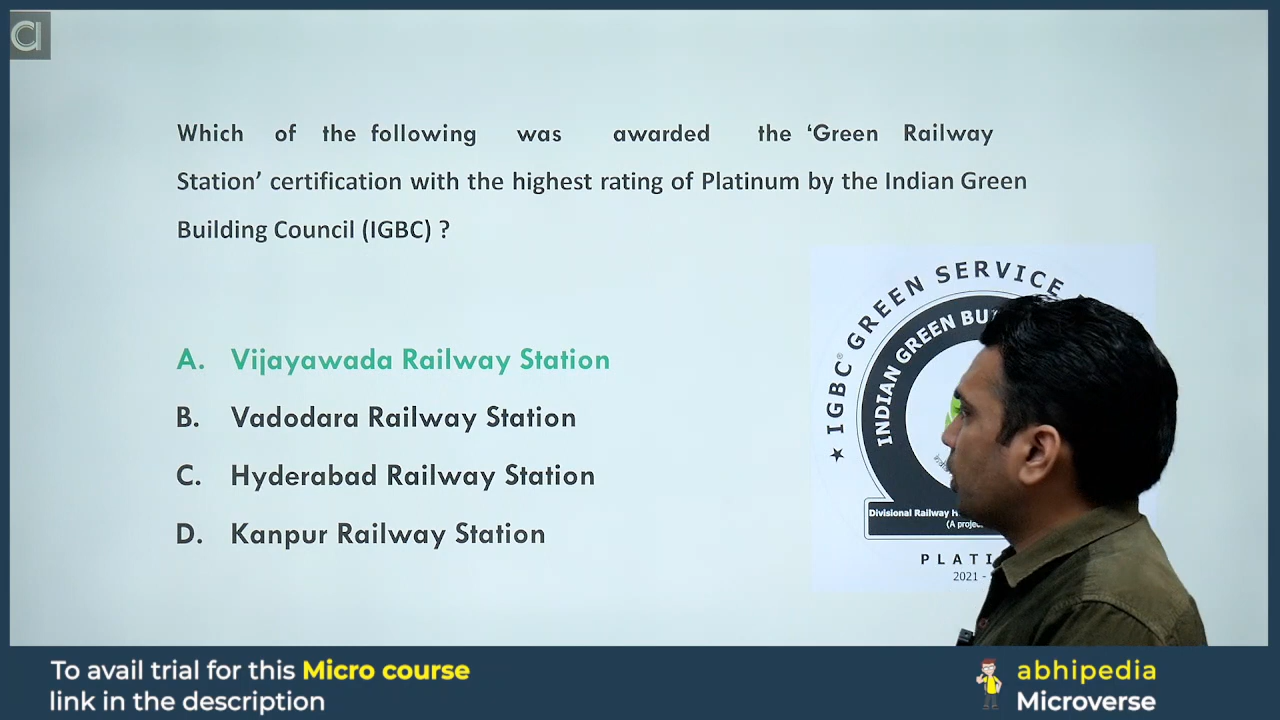 Which of the following was awarded the ‘Green Railway
Station’ certification with the highest rating of Platinum by the Indian Green
Building Council (IGBC) ?
A. Vijayawada Railway Station
B. Vadodara Railway Station
C. Hyderabad Railway Station
D. Kanpur Railway Station
★ IGBC® GREEN SERVICE
INDIAN GREEN
Divisional Railway
(A
2021 -
To avail trial for this Micro course
link in the description
abhipedia
Microverse